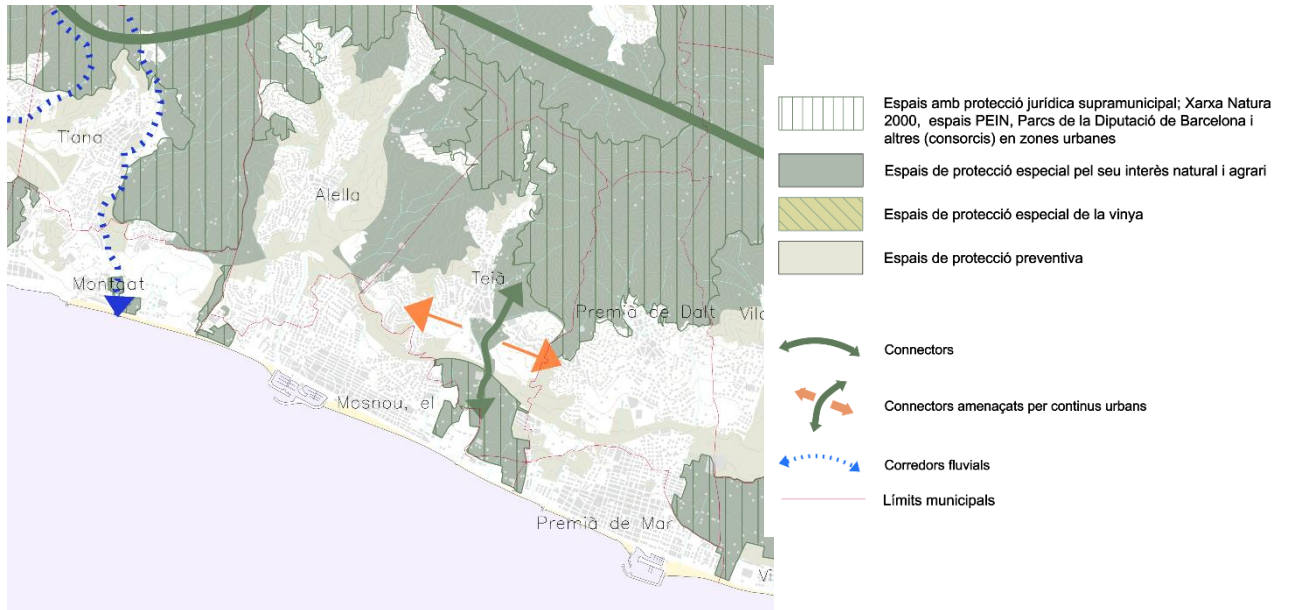 Tiana
Alella
Montgat
Teià
Premià de Dalt
Vila
Masnou, el
Premià de Mar
Vi
Espais amb protecció jurídica supramunicipal; Xarxa Natura
2000, espais PEIN, Parcs de la Diputació de Barcelona i
altres (consorcis) en zones urbanes
Espais de protecció especial pel seu interès natural i agrari
Espais de protecció especial de la vinya
Espais de protecció preventiva
Connectors
Connectors amenaçats per continus urbans
Corredors fluvials
Límits municipals